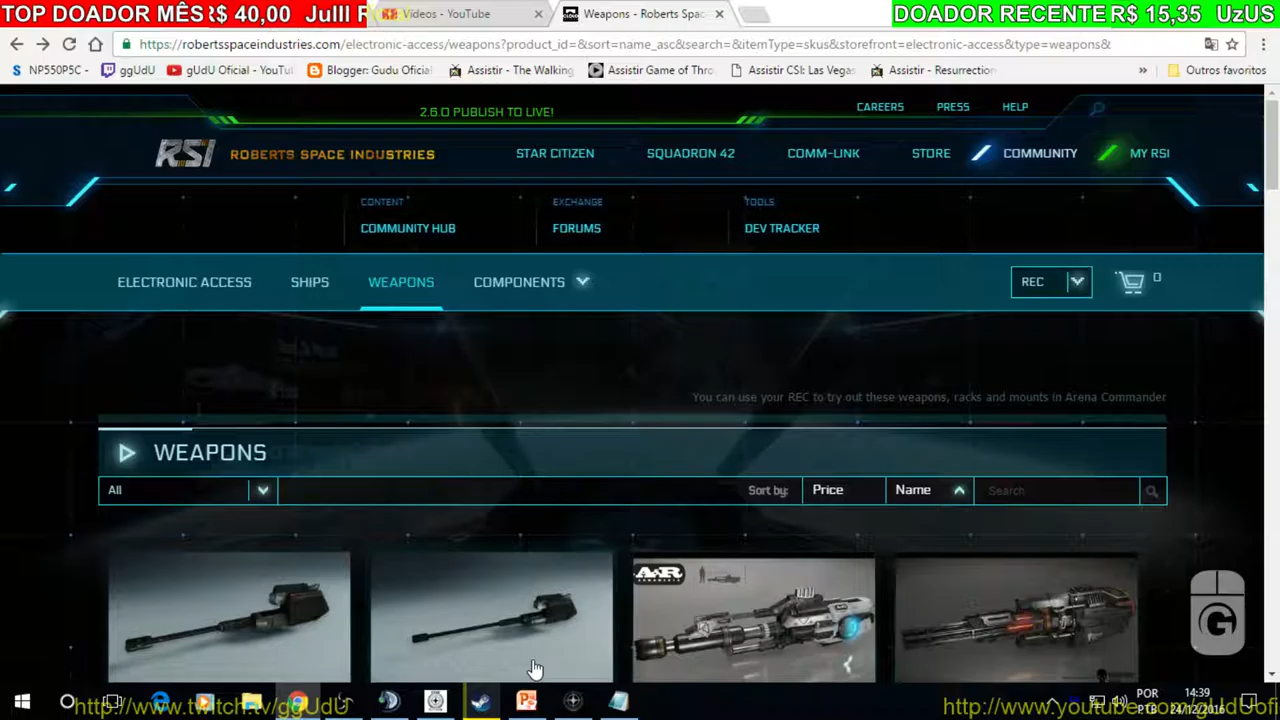 TOP DOADOR MÊS R$ 40,00 Julll R
Videos - YouTube
Weapons - Roberts Spac
DOADOR RECENTE R$ 15,35 UzUS
https://robertsspaceindustries.com/electronic-access/weapons?product_id=&sort=name_asc&search=&itemType=skus&storefront=electronic-access&type=weapons&
NP550P5C -
ggUdU
gUdU Oficial - YouTu
Blogger: Gudu Oficial
Assistir - The Walking
Assistir Game of Thro
Assistir CSI: Las Vegas
Assistir - Resurrection
»
Outros favoritos
2.6.0 PUBLISH TO LIVE!
CAREERS
PRESS
HELP
RSI
ROBERTS SPACE INDUSTRIES
STAR CITIZEN
SQUADRON 42
COMM-LINK
STORE
COMMUNITY
MY RSI
CONTENT
EXCHANGE
TOOLS
COMMUNITY HUB
FORUMS
DEV TRACKER
ELECTRONIC ACCESS
SHIPS
WEAPONS
COMPONENTS
REC
0
You can use your REC to try out these weapons, racks and mounts in Arena Commander
WEAPONS
All
Sort by:
Price
Name
Search
A&R
G
http://www.twitch.tv/ggUdU
POR
PTB
14:39
24/12/2016
http://www.youtube